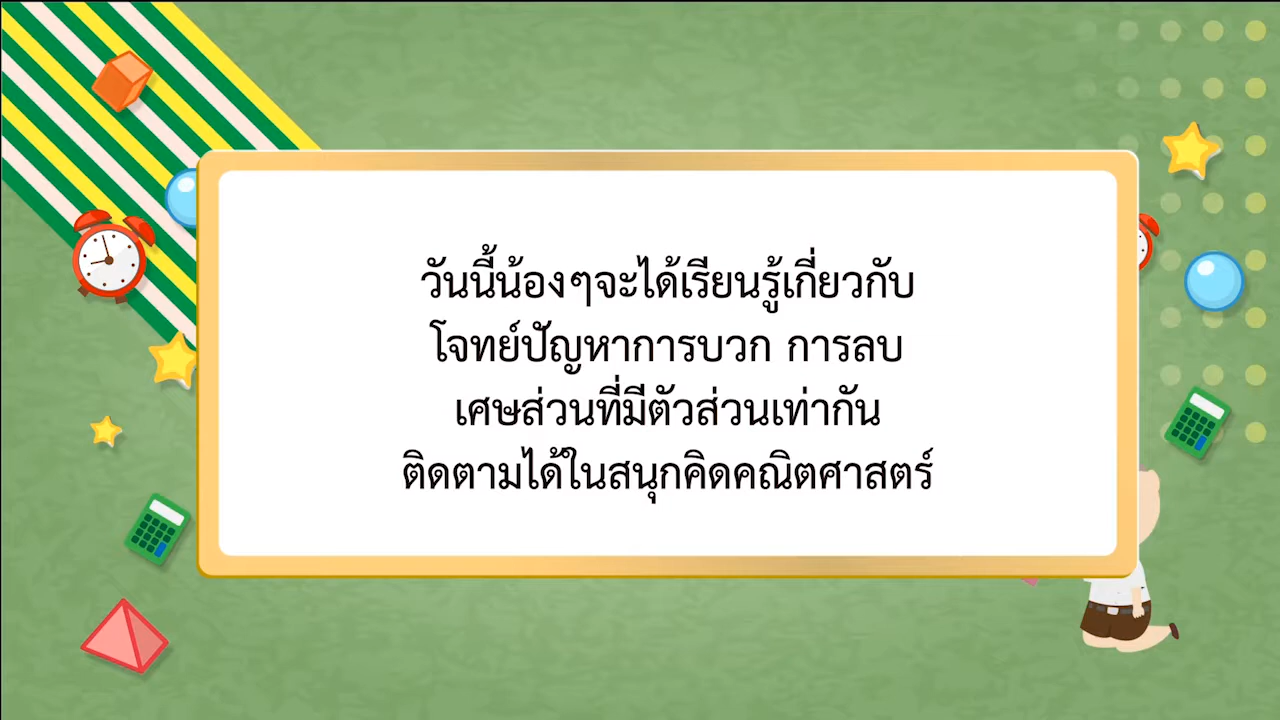 วันนี้น้องๆจะได้เรียนรู้เกี่ยวกับ
โจทย์ปัญหาการบวก การลบ
เศษส่วนที่มีตัวส่วนเท่ากัน
ติดตามได้ในสนุกคิดคณิตศาสตร์